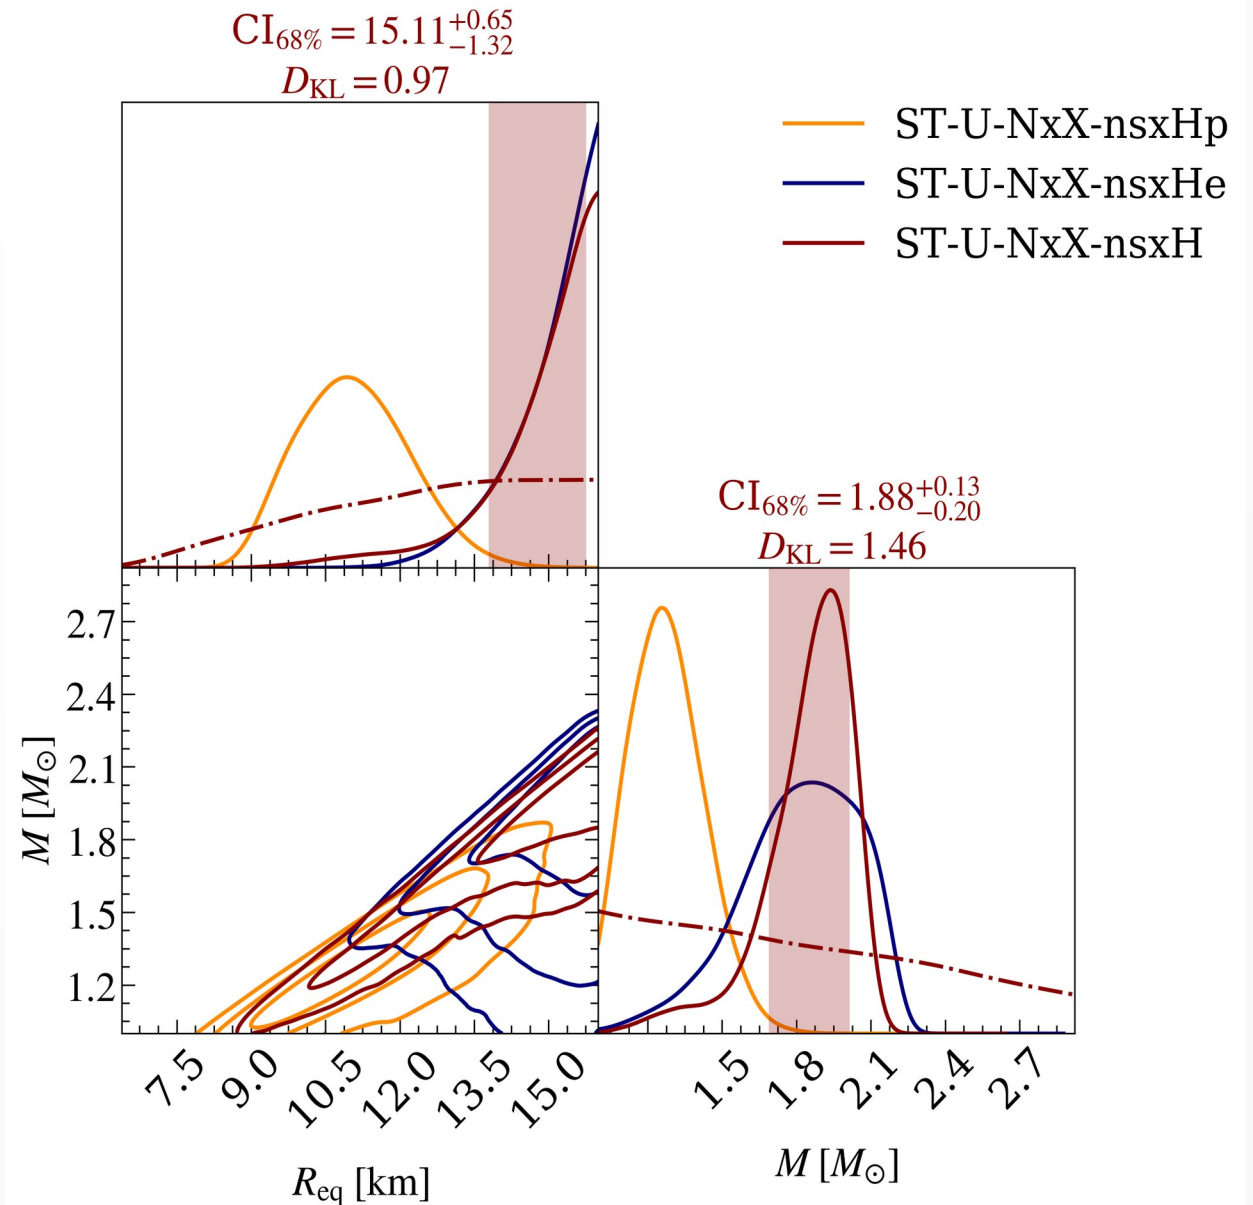 CI68% = 15.11+0.65−1.32
DKL = 0.97
ST-U-NxX-nsxHp
ST-U-NxX-nsxHe
ST-U-NxX-nsxH
CI68% = 1.88+0.13−0.20
DKL = 1.46
2.7
2.4
2.1
1.8
1.5
1.2
M [M⊙]
7.5 9.0 10.5 12.0 13.5 15.0
Req [km]
1.5 1.8 2.1 2.4 2.7
M [M⊙]